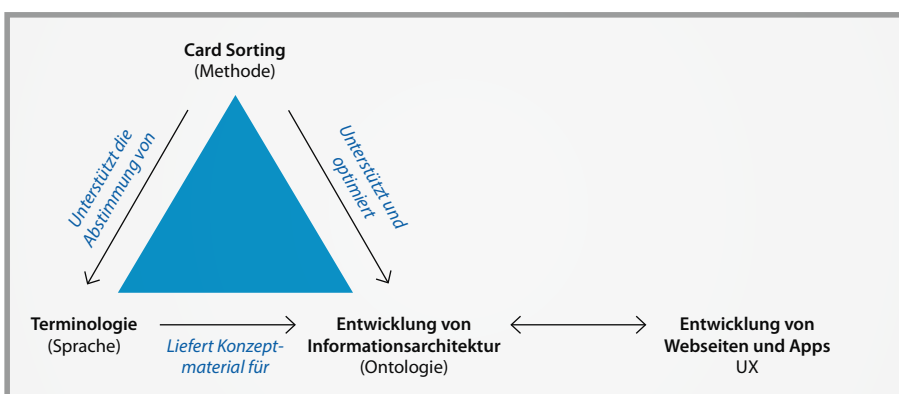 Card Sorting
(Methode)
Unterstützt die
Abstimmung von
Unterstützt und
optimiert
Terminologie
(Sprache)
Liefert Konzept-
material für
Entwicklung von
Informationsarchitektur
(Ontologie)
Entwicklung von
Webseiten und Apps
UX